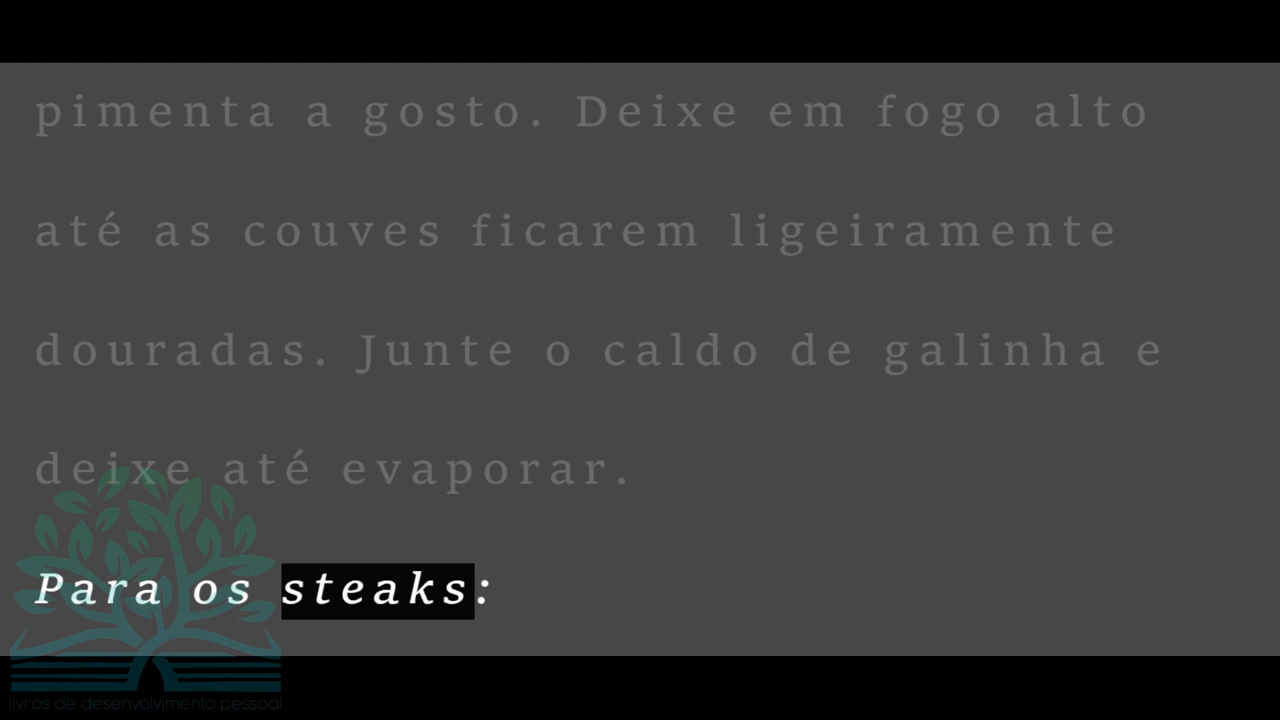 pimenta a gosto. Deixe em fogo alto
até as couves ficarem ligeiramente
douradas. Junte o caldo de galinha e
deixe até evaporar.
Para os steaks:
livros de desenvolvimento pessoal